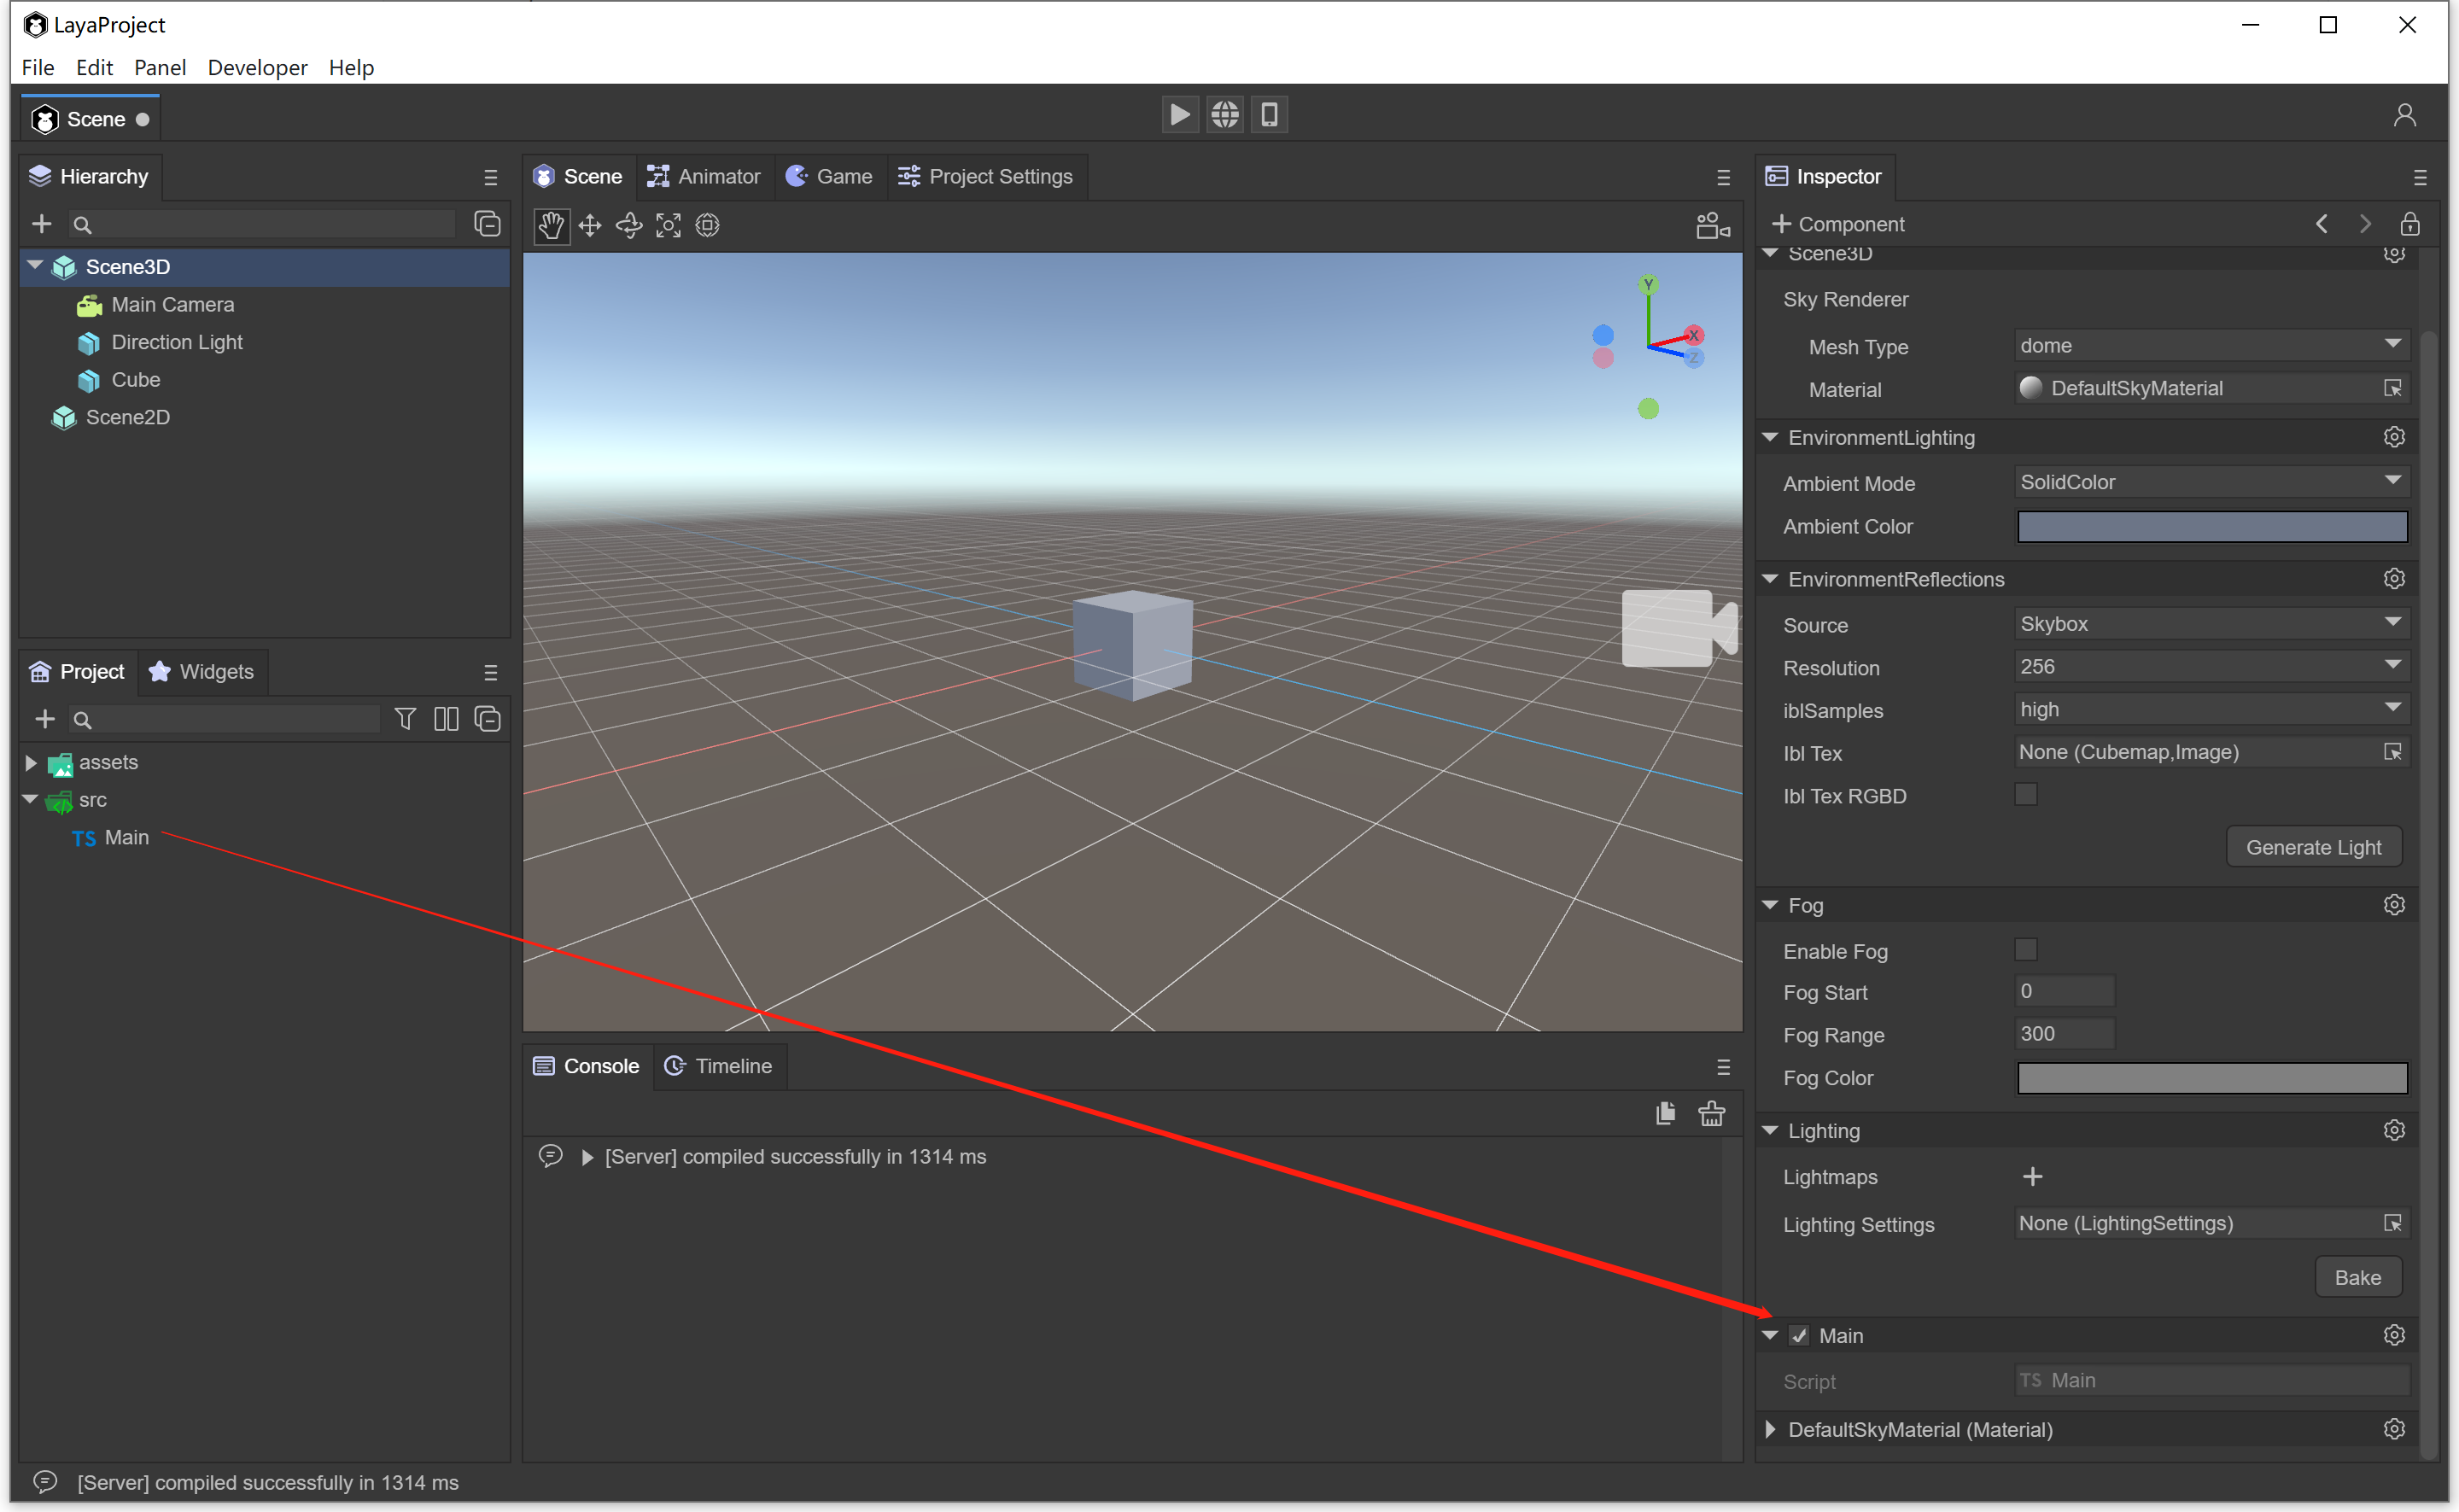 LayaProject
File Edit Panel Developer Help
Scene
Hierarchy
Scene3D
Main Camera
Direction Light
Cube
Scene2D
Project Widgets
assets
src
TS Main
Scene Animator Game Project Settings
Y
X
Z
Console Timeline
[Server] compiled successfully in 1314 ms
Inspector
Component
Scene3D
Sky Renderer
Mesh Type dome
Material DefaultSkyMaterial
EnvironmentLighting
Ambient Mode SolidColor
Ambient Color
EnvironmentReflections
Source Skybox
Resolution 256
iblSamples high
Ibl Tex None (Cubemap,Image)
Ibl Tex RGBD
Generate Light
Fog
Enable Fog
Fog Start 0
Fog Range 300
Fog Color
Lighting
Lightmaps
Lighting Settings None (LightingSettings)
Bake
Main
Script TS Main
DefaultSkyMaterial (Material)
[Server] compiled successfully in 1314 ms